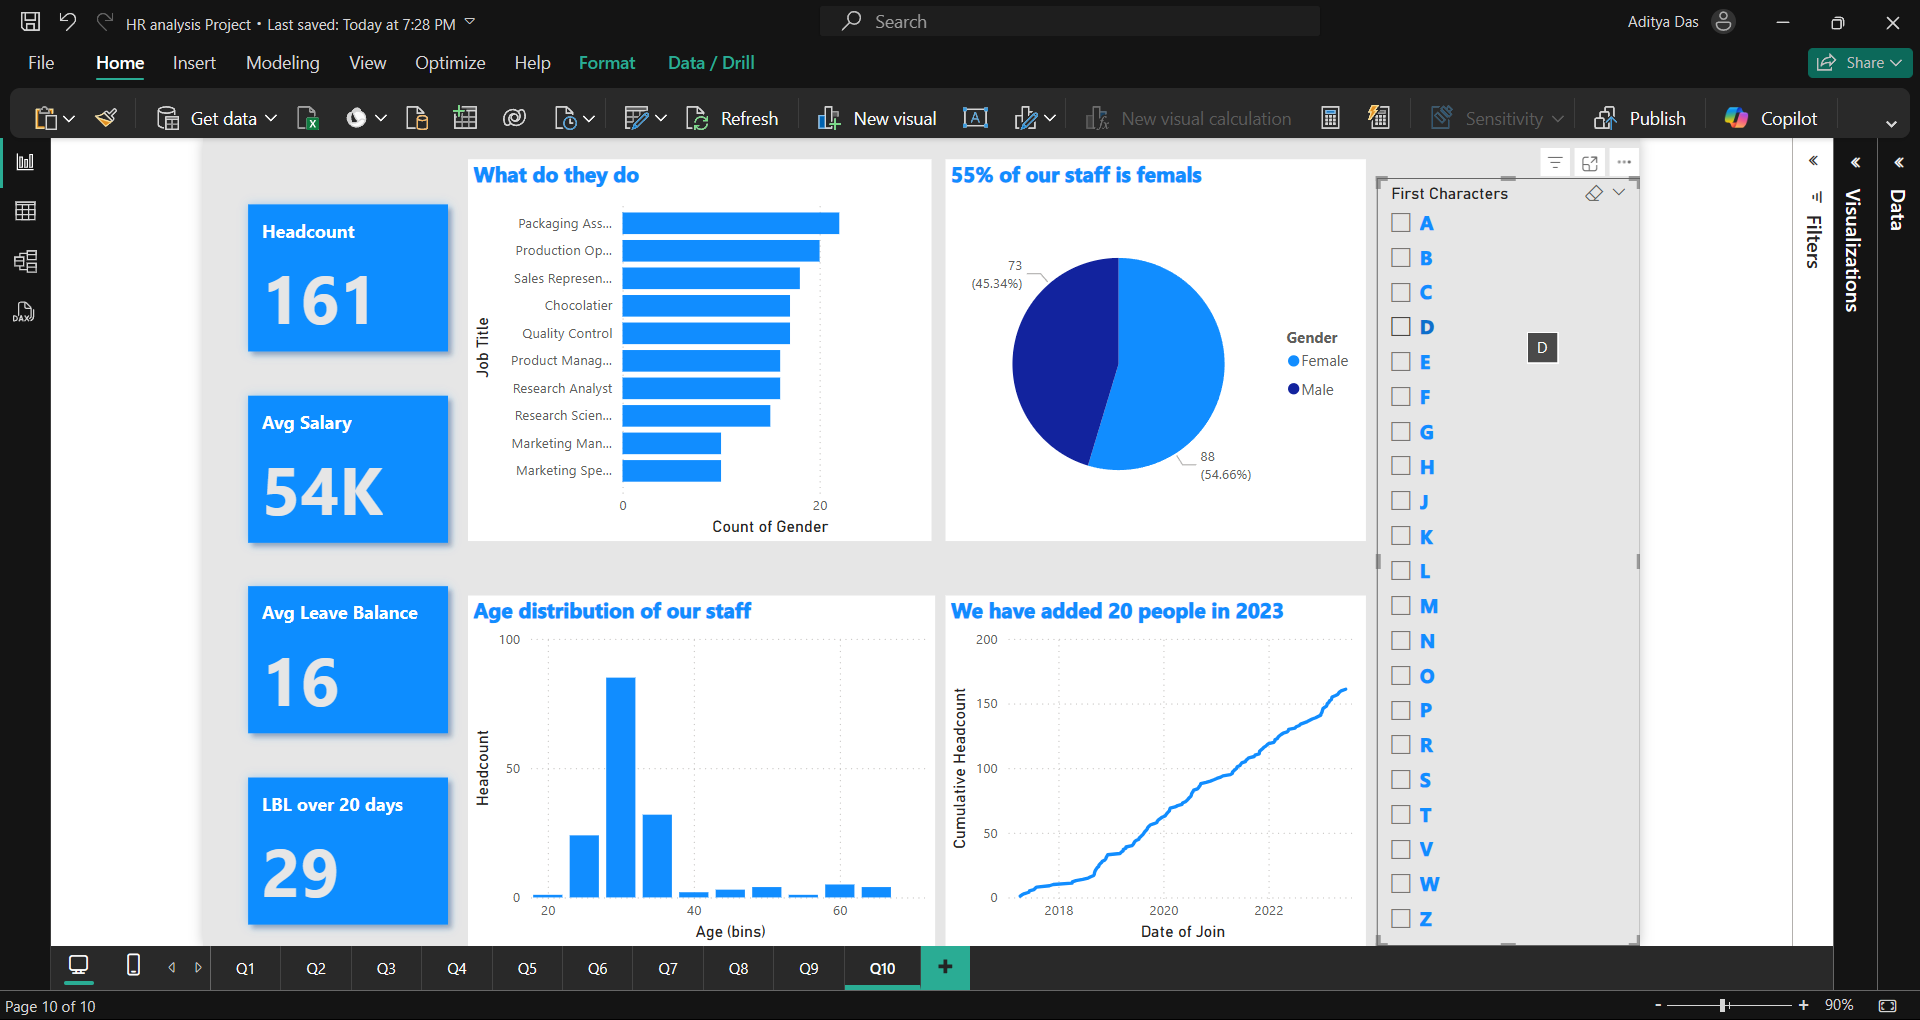 HR analysis Project • Last saved: Today at 7:28 PM
Search
Aditya Das
File
Home
Insert
Modeling
View
Optimize
Help
Format
Data / Drill
Share
Get data
Refresh
New visual
A
New visual calculation
Sensitivity
Publish
Copilot
DAX
Headcount
161
Avg Salary
54K
Avg Leave Balance
16
LBL over 20 days
29
What do they do
Job Title
Packaging Ass...
Production Op...
Sales Represen...
Chocolatier
Quality Control
Product Manag...
Research Analyst
Research Scien...
Marketing Man...
Marketing Spe...
0
20
Count of Gender
55% of our staff is femals
73
(45.34%)
88
(54.66%)
Gender
Female
Male
Age distribution of our staff
Headcount
100
50
0
20
40
60
Age (bins)
We have added 20 people in 2023
Cumulative Headcount
200
150
100
50
0
2018
2020
2022
Date of Join
First Characters
A
B
C
D
E
F
G
H
J
K
L
M
N
O
P
R
S
T
V
W
Z
D
Filters
Visualizations
Data
Q1
Q2
Q3
Q4
Q5
Q6
Q7
Q8
Q9
Q10
+
Page 10 of 10
-
+
90%